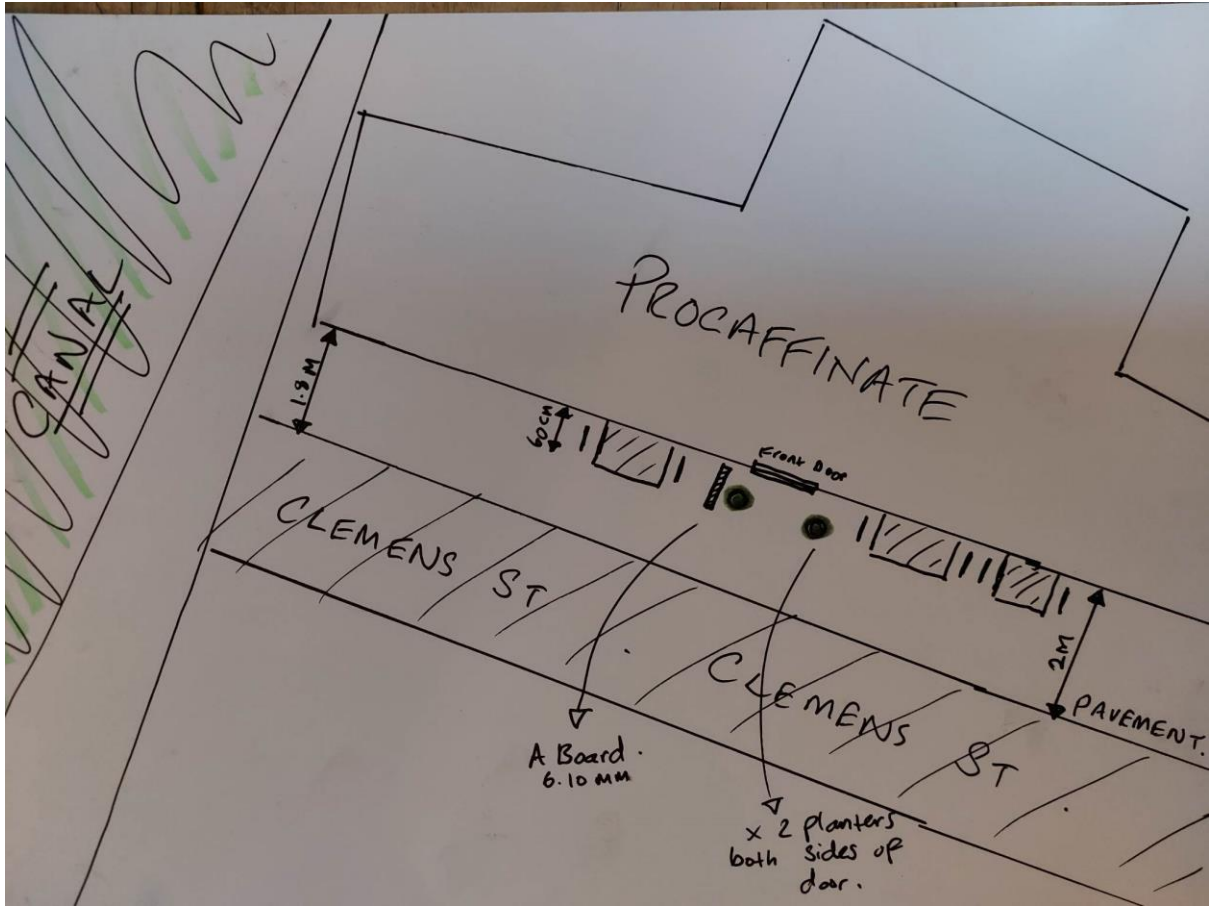 CANAL
PROCAFFINATE
1.8 M
60CM
Front Door
CLEMENS ST
CLEMENS ST
2M
PAVEMENT.
A Board.
6.10 MM
x 2 planters
both sides of
door.